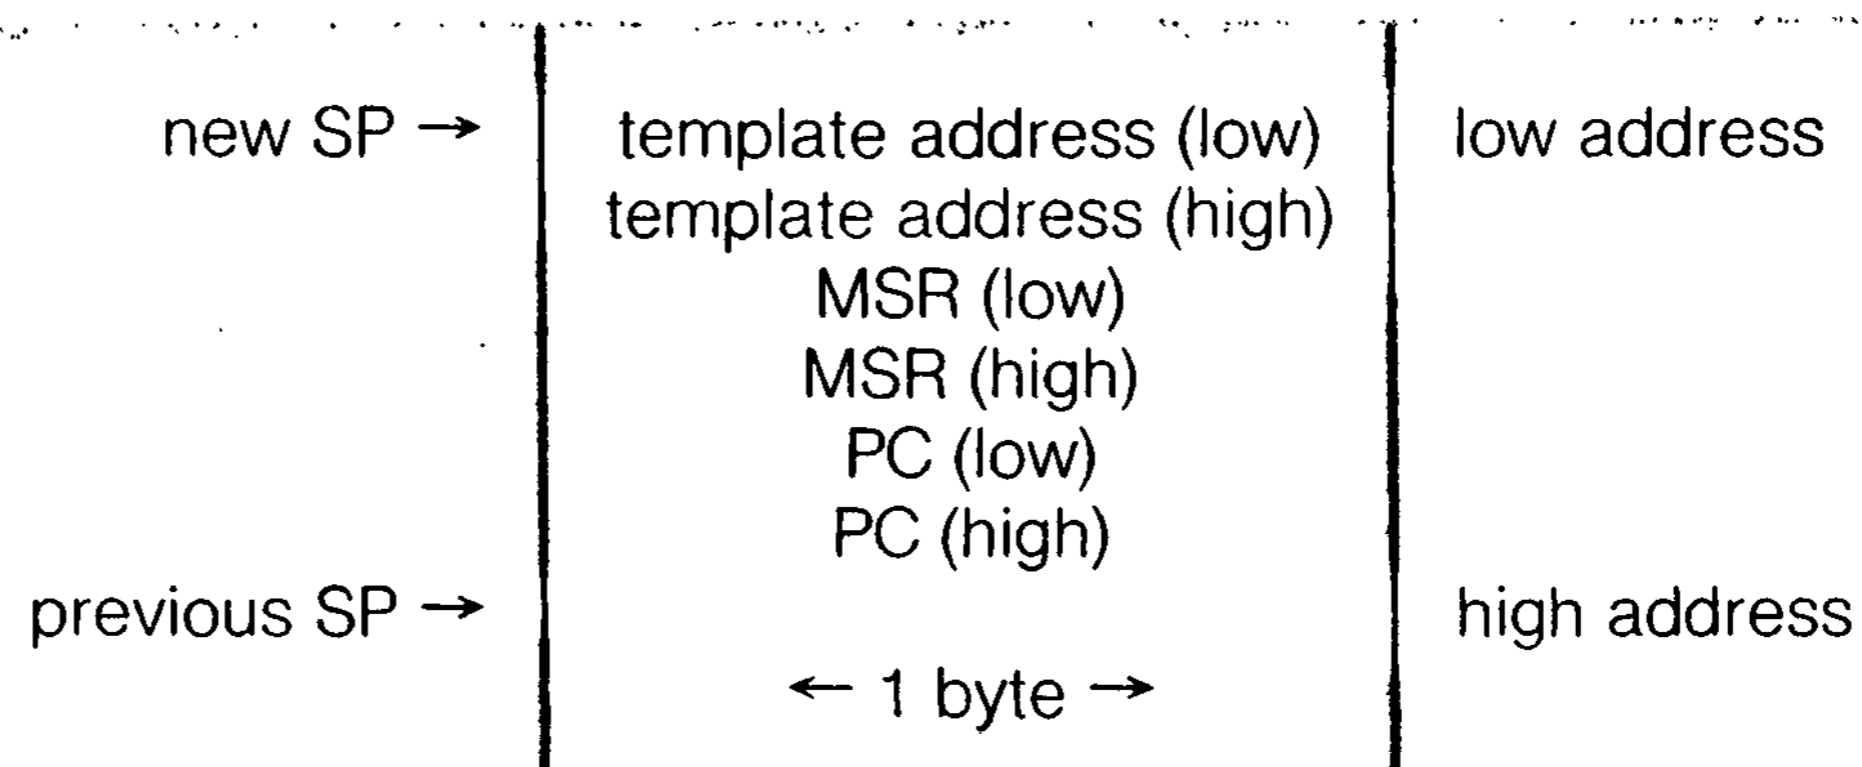 new SP → template address (low) low address
template address (high)
MSR (low)
MSR (high)
PC (low)
PC (high)
previous SP → high address
← 1 byte →